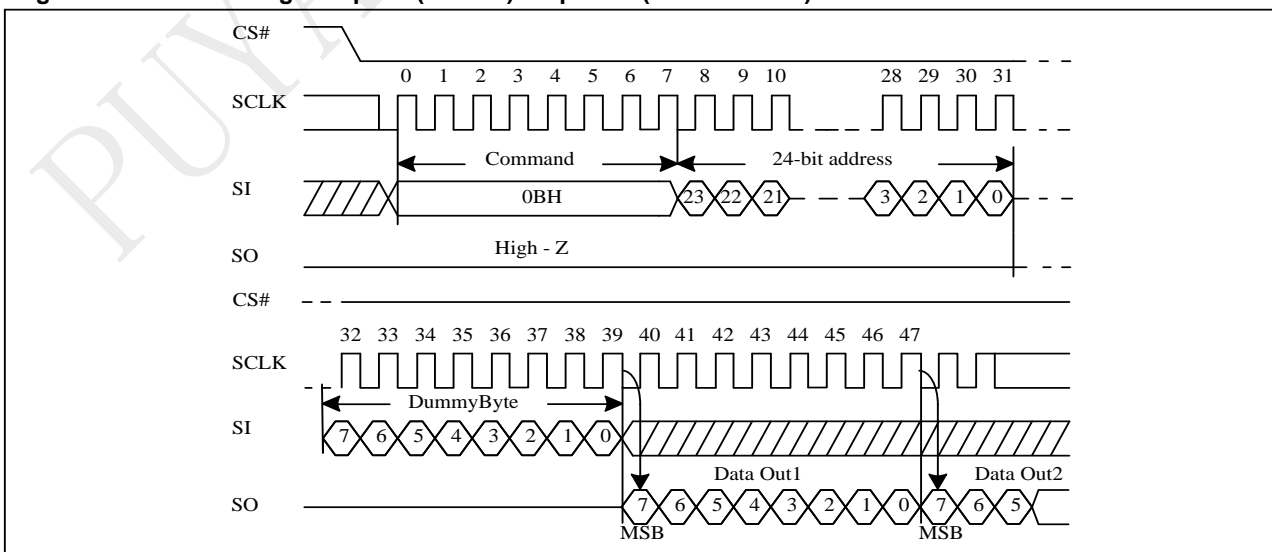 PUYA
CS#
0 1 2 3 4 5 6 7 8 9 10 28 29 30 31
SCLK
Command 24-bit address
SI 0BH 23 22 21 3 2 1 0
SO High - Z
CS#
32 33 34 35 36 37 38 39 40 41 42 43 44 45 46 47
SCLK
DummyByte
SI 7 6 5 4 3 2 1 0
Data Out1 Data Out2
SO 7 6 5 4 3 2 1 0 7 6 5
MSB MSB